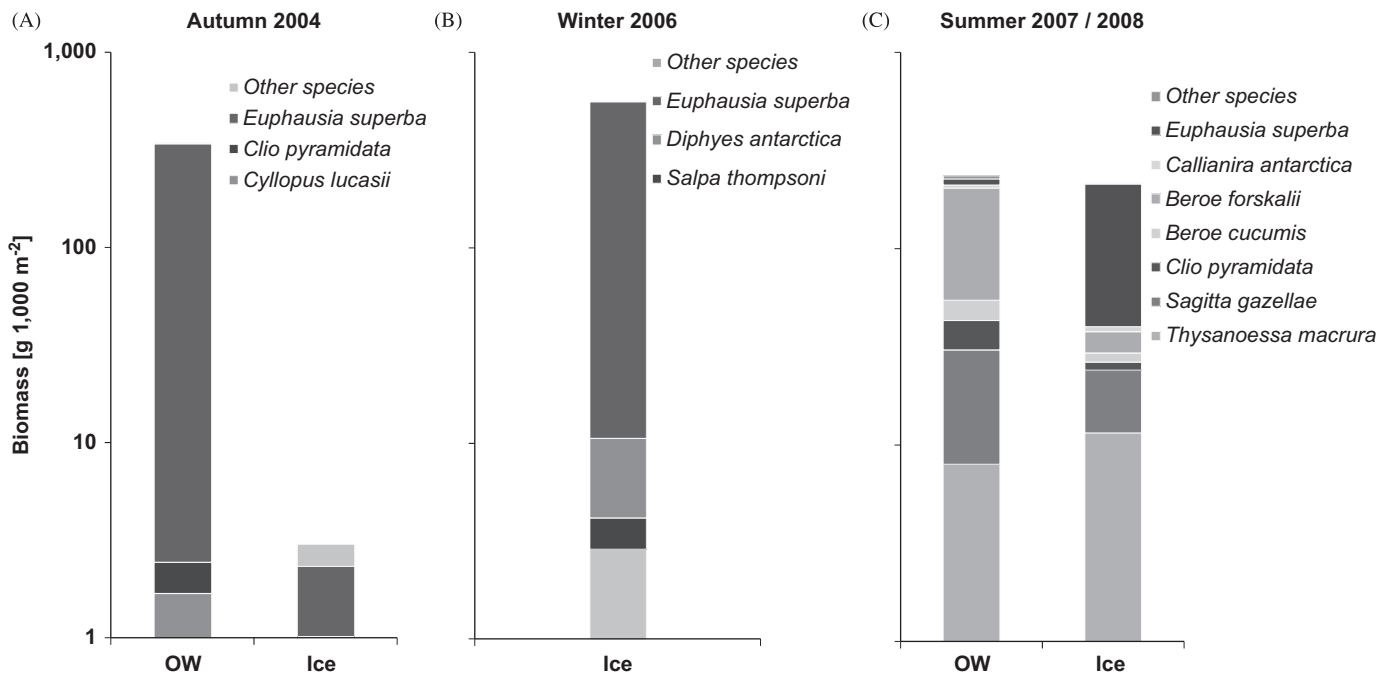 (A)
Autumn 2004
(B)
Winter 2006
(C)
Summer 2007 / 2008
Biomass [g 1,000 m⁻²]
1,000
100
10
1
Other species
Euphausia superba
Clio pyramidata
Cyllopus lucasii
OW
Ice
Other species
Euphausia superba
Diphyes antarctica
Salpa thompsoni
Ice
Other species
Euphausia superba
Callianira antarctica
Beroe forskalii
Beroe cucumis
Clio pyramidata
Sagitta gazellae
Thysanoessa macrura
OW
Ice